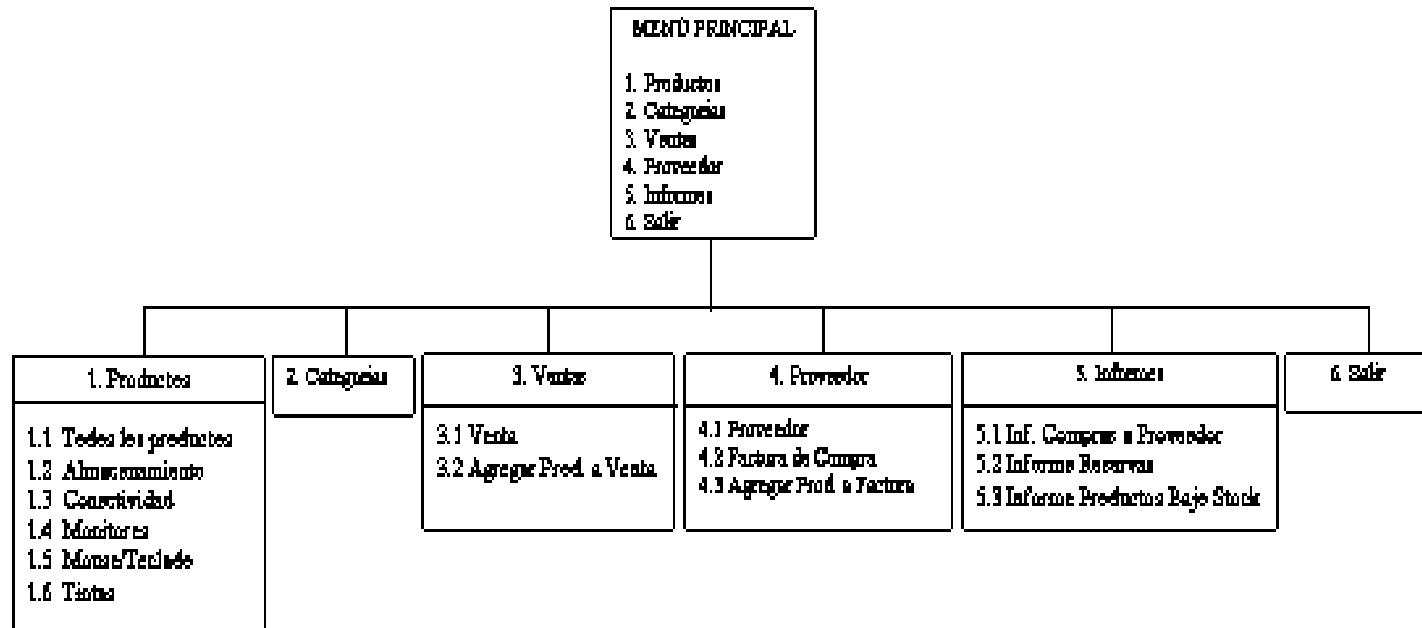 MENÚ PRINCIPAL
1. Productos
2. Categoías
3. Ventas
4. Proveedor
5. Informes
6. Salir
1. Productos
1.1 Todos los productos
1.2 Almacenamiento
1.3 Conectividad
1.4 Monitores
1.5 Mouse/Teclado
1.6 Tintas
2. Categoías
3. Ventas
3.1 Venta
3.2 Agregar Prod. a Venta
4. Proveedor
4.1 Proveedor
4.2 Factura de Compra
4.3 Agregar Prod. a Factura
5. Informes
5.1 Inf. Compras a Proveedor
5.2 Informe Reservas
5.3 Informe Productos Bajo Stock
6. Salir